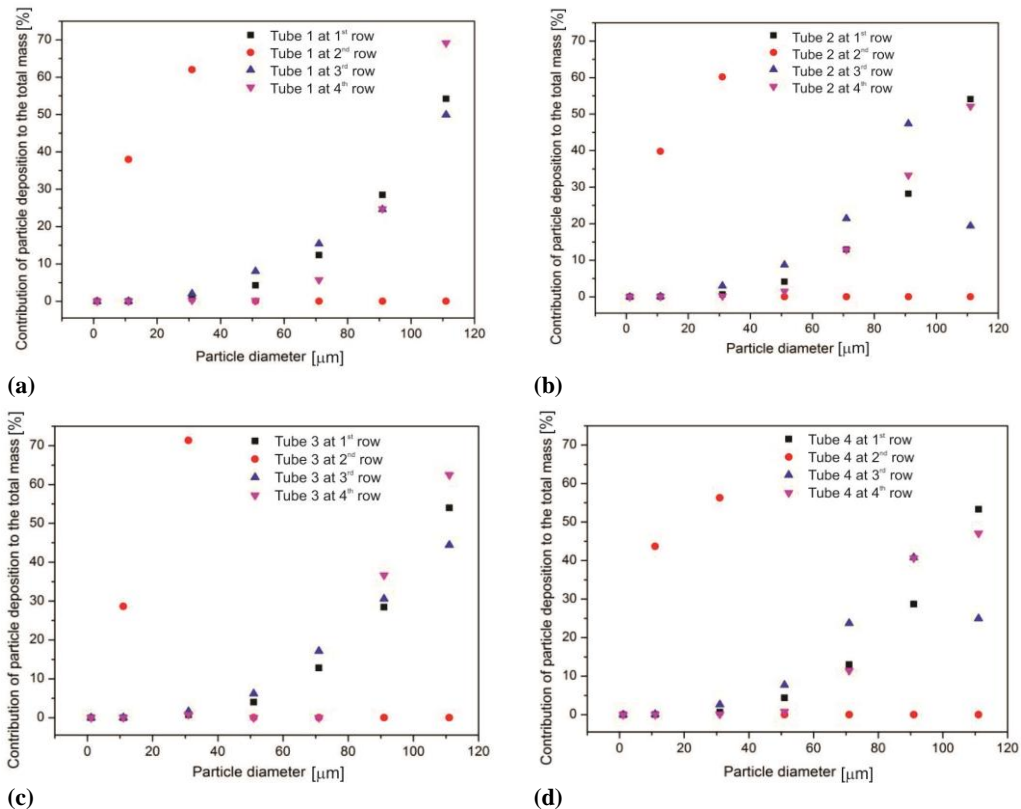 Contribution of particle deposition to the total mass [%]
70
60
50
40
30
20
10
0
0 20 40 60 80 100 120
Particle diameter [μm]
Tube 1 at 1st row
Tube 1 at 2nd row
Tube 1 at 3rd row
Tube 1 at 4th row
(a)
Contribution of particle deposition to the total mass [%]
70
60
50
40
30
20
10
0
0 20 40 60 80 100 120
Particle diameter [μm]
Tube 2 at 1st row
Tube 2 at 2nd row
Tube 2 at 3rd row
Tube 2 at 4th row
(b)
Contribution of particle deposition to the total mass [%]
70
60
50
40
30
20
10
0
0 20 40 60 80 100 120
Particle diameter [μm]
Tube 3 at 1st row
Tube 3 at 2nd row
Tube 3 at 3rd row
Tube 3 at 4th row
(c)
Contribution of particle deposition to the total mass [%]
70
60
50
40
30
20
10
0
0 20 40 60 80 100 120
Particle diameter [μm]
Tube 4 at 1st row
Tube 4 at 2nd row
Tube 4 at 3rd row
Tube 4 at 4th row
(d)